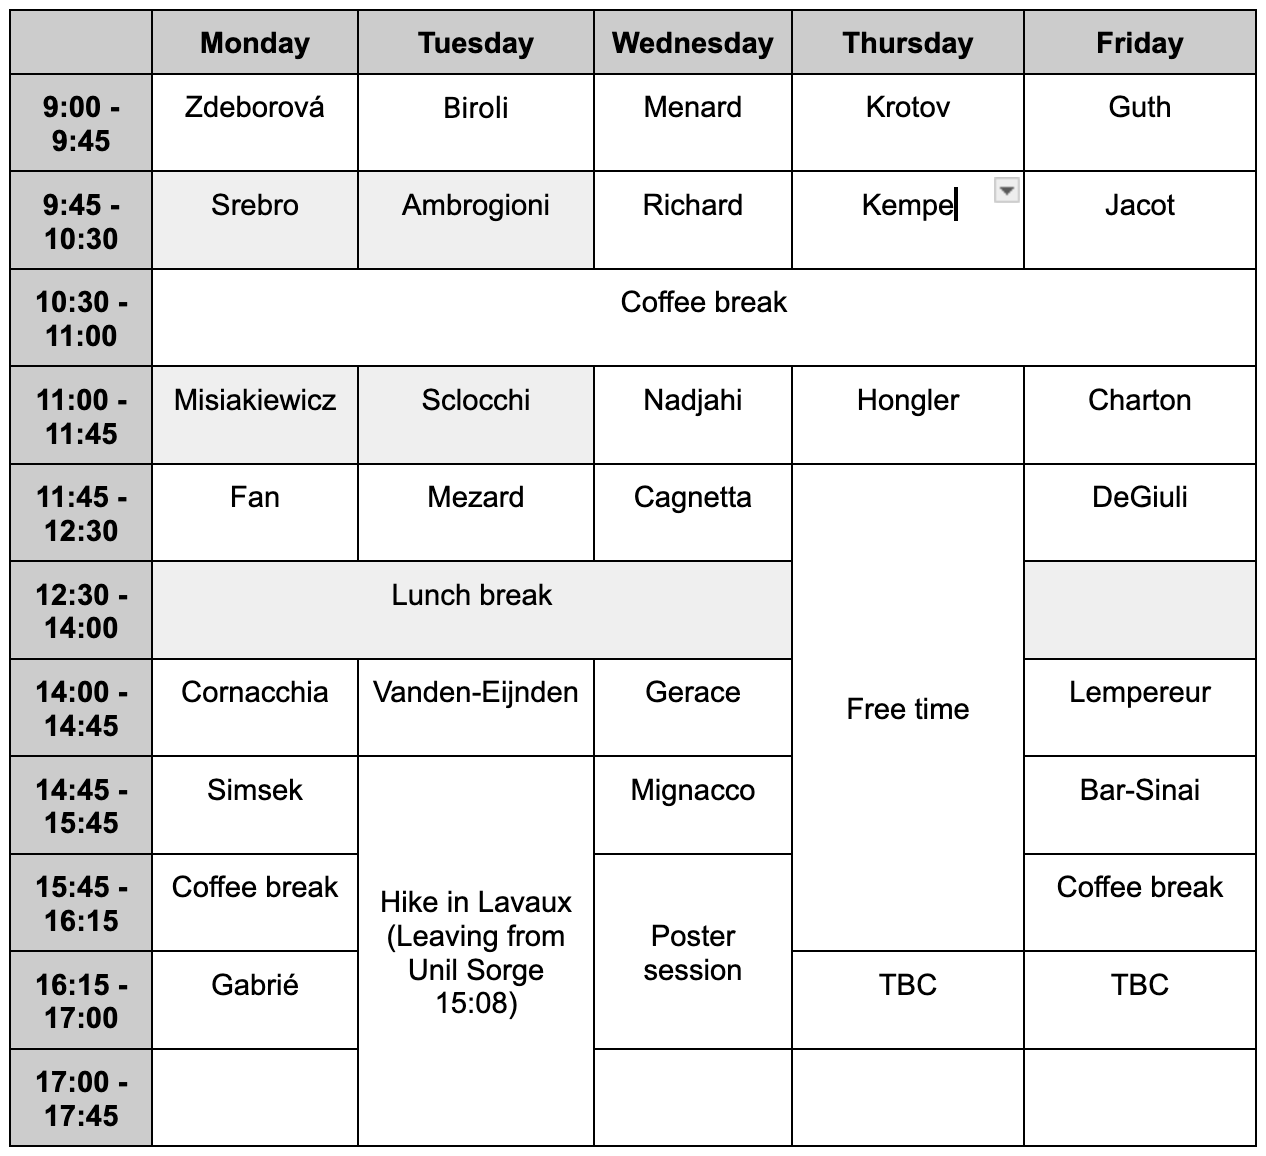 Monday Tuesday Wednesday Thursday Friday
9:00 - Zdeborová Biroli Menard Krotov Guth
9:45
9:45 - Srebro Ambrogioni Richard Kempe Jacot
10:30
10:30 - Coffee break
11:00
11:00 - Misiakiewicz Sclocchi Nadjahi Hongler Charton
11:45
11:45 - Fan Mezard Cagnetta DeGiuli
12:30
12:30 - Lunch break
14:00
14:00 - Cornacchia Vanden-Eijnden Gerace Lempereur
14:45
Free time
14:45 - Simsek Mignacco Bar-Sinai
15:45
15:45 - Coffee break Coffee break
16:15
Hike in Lavaux
(Leaving from
Unil Sorge
15:08)
Poster
session
16:15 - Gabrié TBC TBC
17:00
17:00 -
17:45